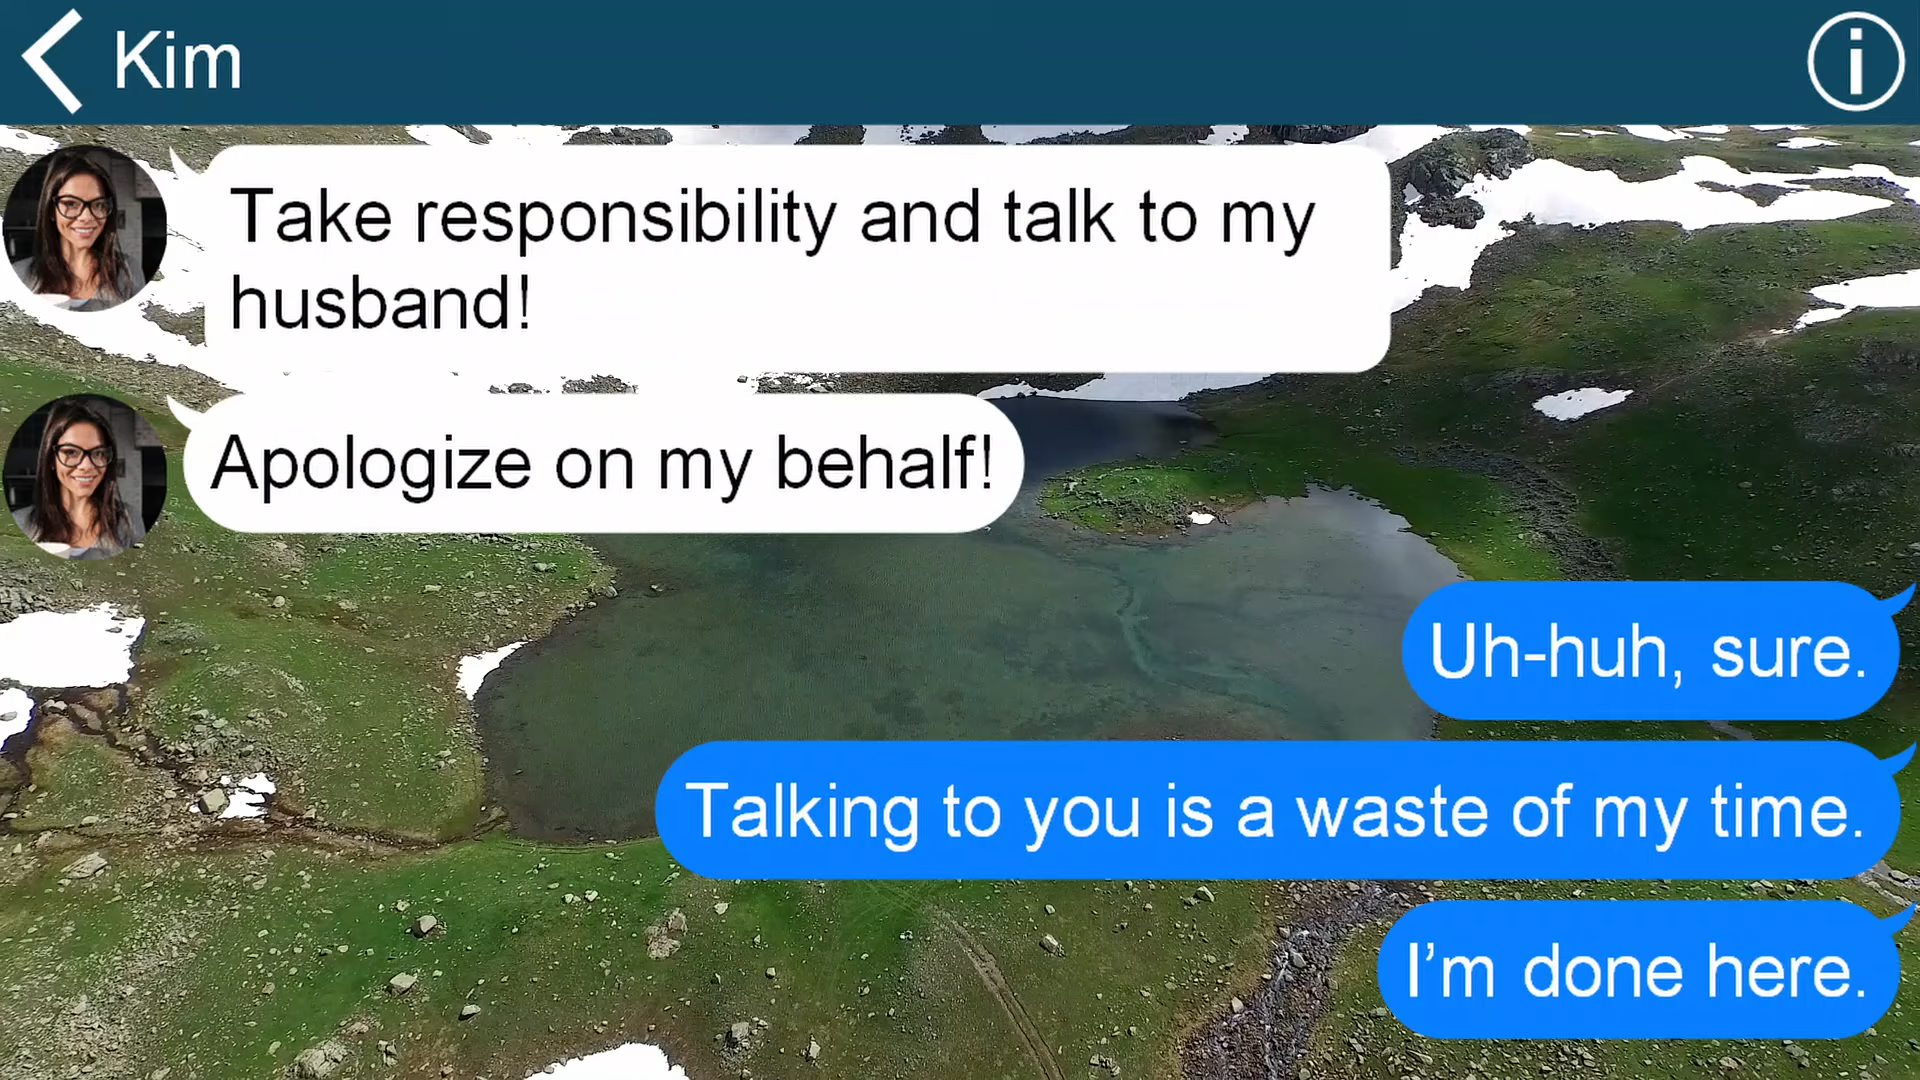 Kim
Take responsibility and talk to my
husband!
Apologize on my behalf!
Uh-huh, sure.
Talking to you is a waste of my time.
I’m done here.